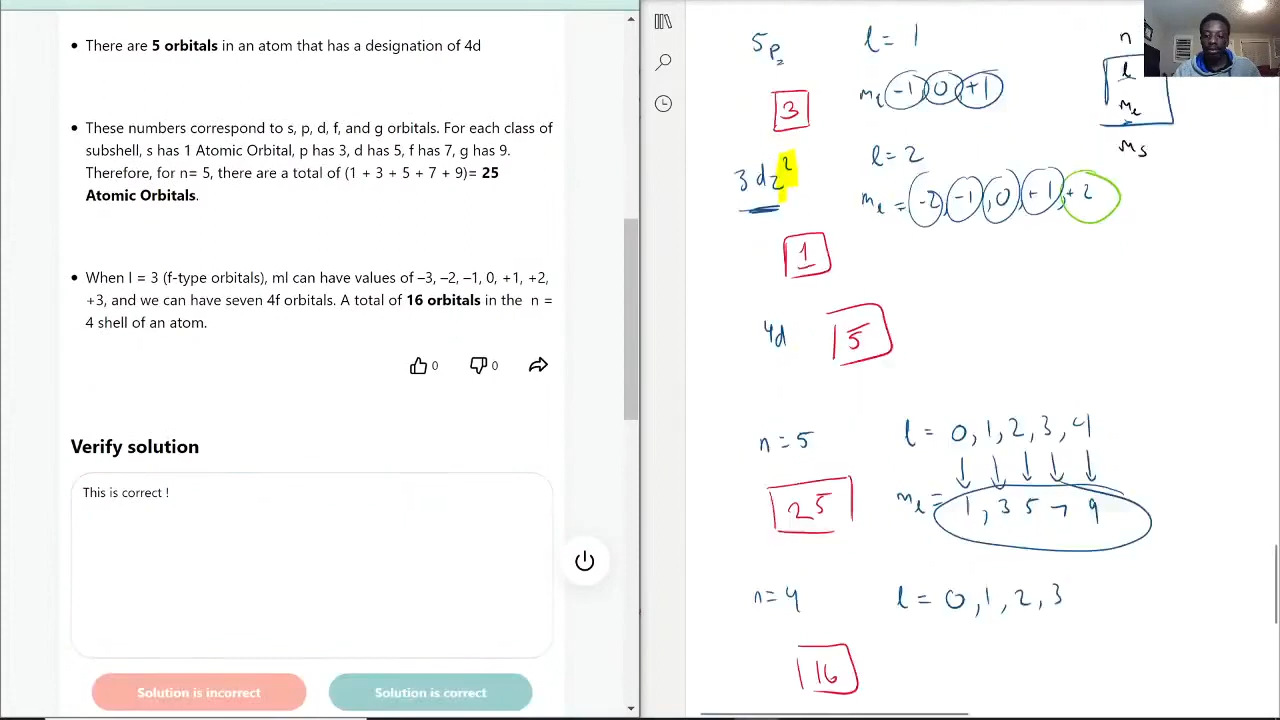 There are 5 orbitals in an atom that has a designation of 4d
These numbers correspond to s, p, d, f, and g orbitals. For each class of
subshell, s has 1 Atomic Orbital, p has 3, d has 5, f has 7, g has 9.
Therefore, for n= 5, there are a total of (1 + 3 + 5 + 7 + 9)= 25
Atomic Orbitals.
When l = 3 (f-type orbitals), ml can have values of –3, –2, –1, 0, +1, +2,
+3, and we can have seven 4f orbitals. A total of 16 orbitals in the n =
4 shell of an atom.
0 0
Verify solution
This is correct !
Solution is incorrect Solution is correct
5pz l = 1
mℓ -1 0 +1
3
n
l
mℓ
ms
l = 2
3dz²
mℓ = -2, -1, 0, +1, +2
1
4d 5
n = 5 l = 0, 1, 2, 3, 4
mℓ = 1, 3 5 7 9
25
n = 4 l = 0, 1, 2, 3
16